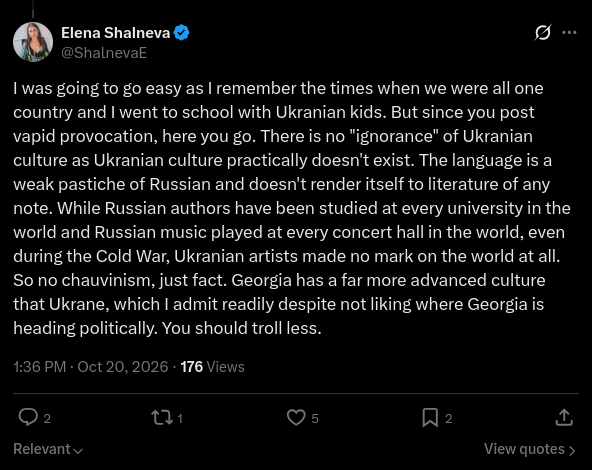 Elena Shalneva
@ShalnevaE
I was going to go easy as I remember the times when we were all one
country and I went to school with Ukranian kids. But since you post
vapid provocation, here you go. There is no "ignorance" of Ukranian
culture as Ukranian culture practically doesn't exist. The language is a
weak pastiche of Russian and doesn't render itself to literature of any
note. While Russian authors have been studied at every university in the
world and Russian music played at every concert hall in the world, even
during the Cold War, Ukranian artists made no mark on the world at all.
So no chauvinism, just fact. Georgia has a far more advanced culture
that Ukrane, which I admit readily despite not liking where Georgia is
heading politically. You should troll less.
1:36 PM · Oct 20, 2026 · 176 Views
2 1 5 2
Relevant View quotes